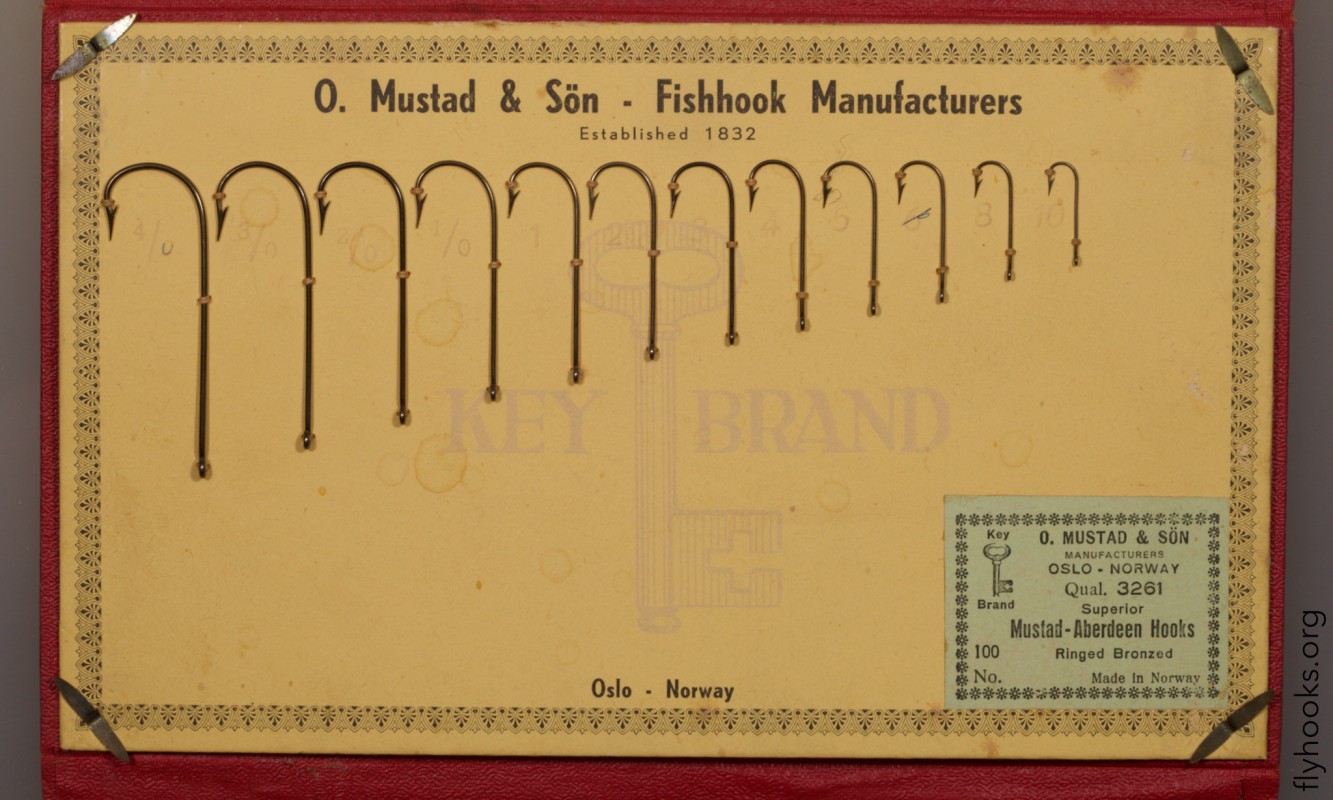 O. Mustad & Sön - Fishhook Manufacturers
Established 1832
4/0 3/0 2/0 1/0 1 2 3 4 5 6 8 10
KEY BRAND
Key
Brand
O. MUSTAD & SÖN
MANUFACTURERS
OSLO - NORWAY
Qual. 3261
Superior
Mustad-Aberdeen Hooks
100 Ringed Bronzed
No. Made in Norway
Oslo - Norway
flyhooks.org